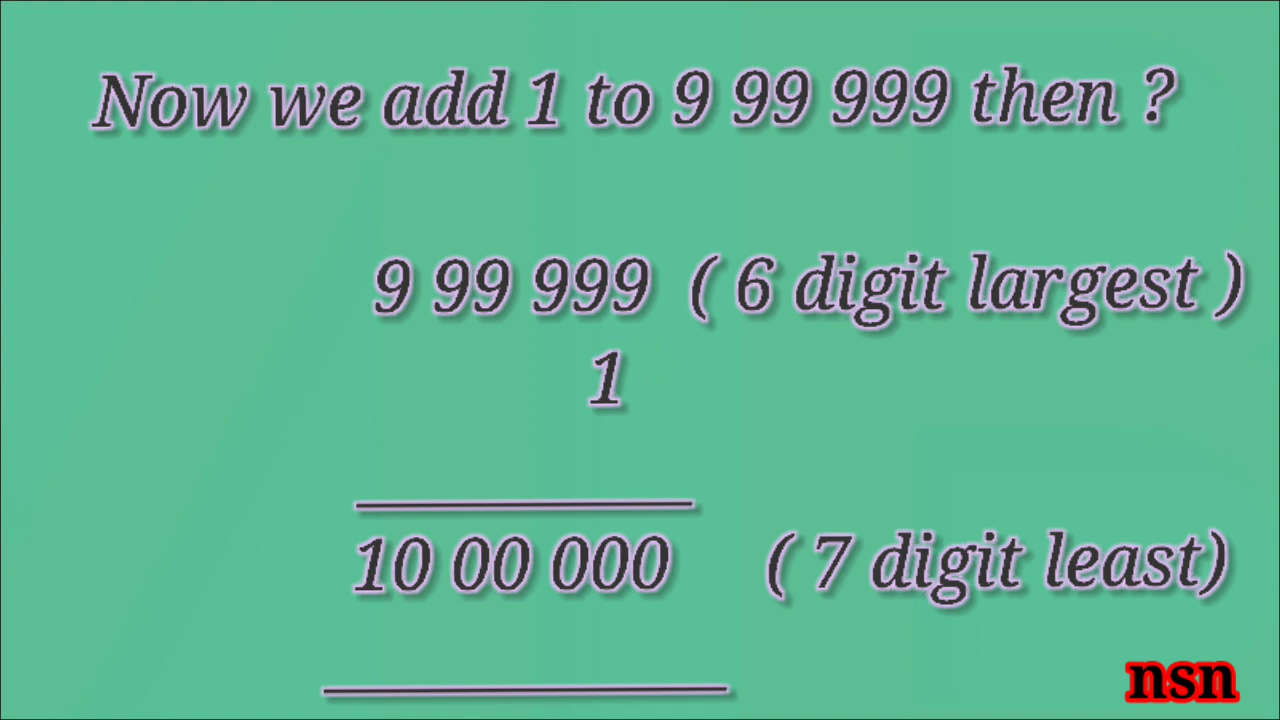 Now we add 1 to 9 99 999 then ?
9 99 999 ( 6 digit largest )
1
10 00 000 ( 7 digit least)
nsn